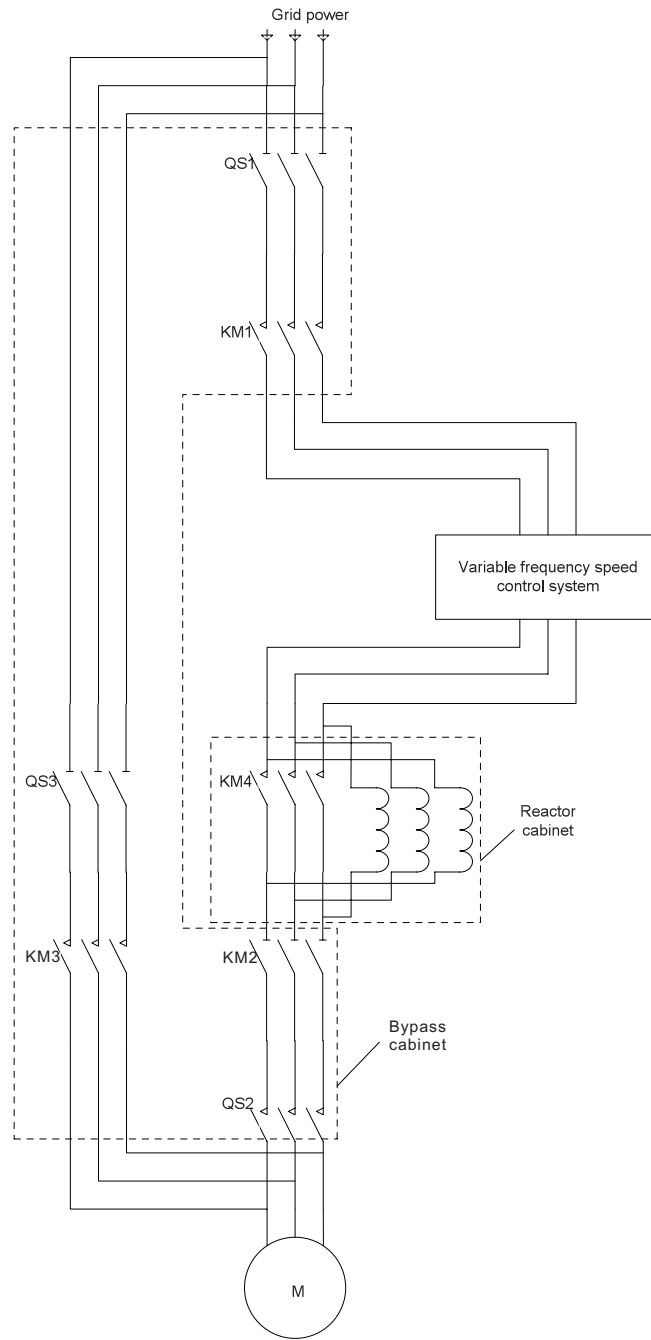 Grid power
QS1
KM1
Variable frequency speed
control system
QS3
KM4
Reactor
cabinet
KM3
KM2
Bypass
cabinet
QS2
M